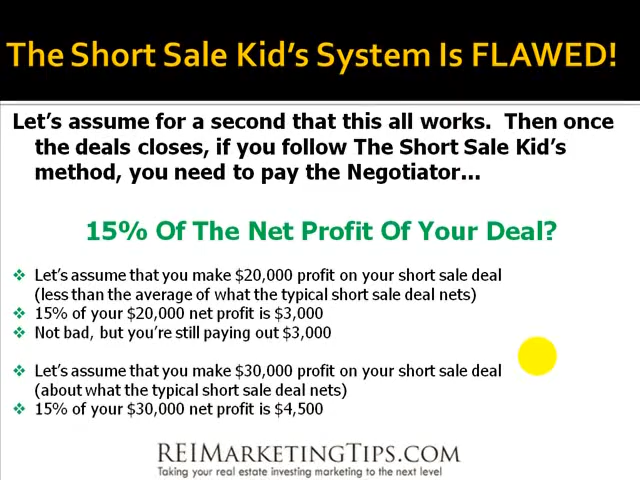 The Short Sale Kid's System Is FLAWED!
Let's assume for a second that this all works.  Then once
the deals closes, if you follow The Short Sale Kid's
method, you need to pay the Negotiator...
15% Of The Net Profit Of Your Deal?
❖ Let's assume that you make $20,000 profit on your short sale deal
(less than the average of what the typical short sale deal nets)
❖ 15% of your $20,000 net profit is $3,000
❖ Not bad, but you're still paying out $3,000
❖ Let's assume that you make $30,000 profit on your short sale deal
(about what the typical short sale deal nets)
❖ 15% of your $30,000 net profit is $4,500
REIMARKETINGTIPS.COM
Taking your real estate investing marketing to the next level